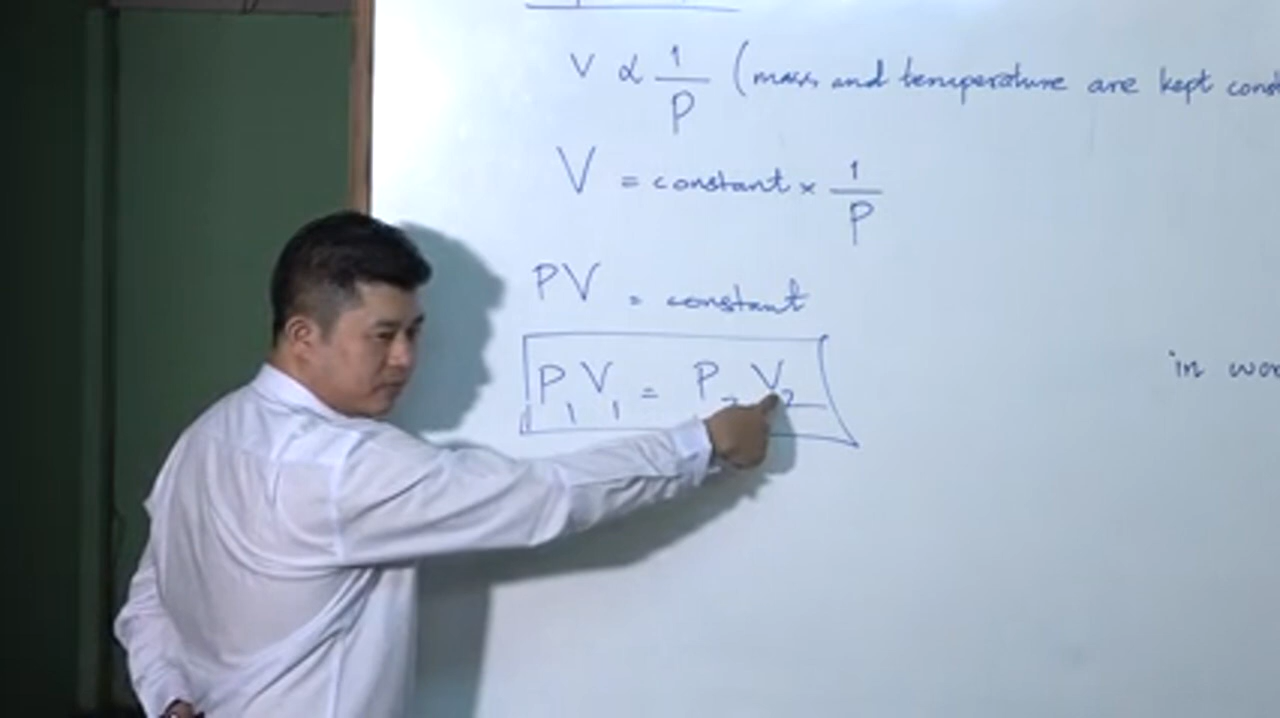 V ∝ 1/P (mass and temperature are kept
V = constant × 1/P
PV = constant
P₁V₁ = P₂V₂
in